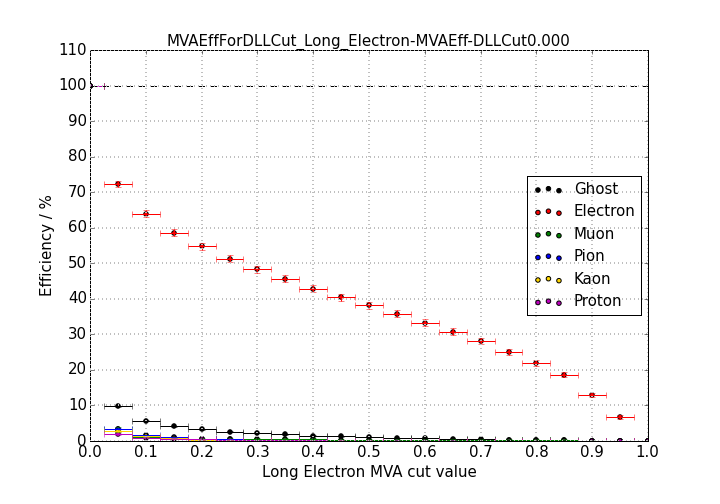 MVAEffForDLLCut_Long_Electron-MVAEff-DLLCut0.000
110
100
90
80
70
60
50
40
30
20
10
0
Efficiency / %
Ghost
Electron
Muon
Pion
Kaon
Proton
0.0 0.1 0.2 0.3 0.4 0.5 0.6 0.7 0.8 0.9 1.0
Long Electron MVA cut value